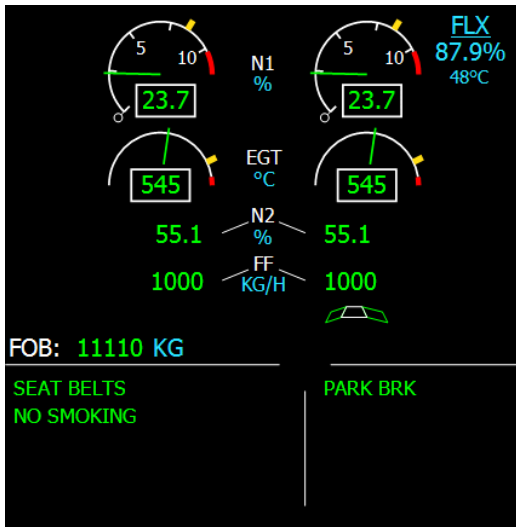 FLX
5 10 N1 5 10 87.9%
% 48°C
23.7 23.7
EGT
545 °C 545
55.1 N2 55.1
%
1000 FF 1000
KG/H
FOB: 11110 KG
SEAT BELTS PARK BRK
NO SMOKING